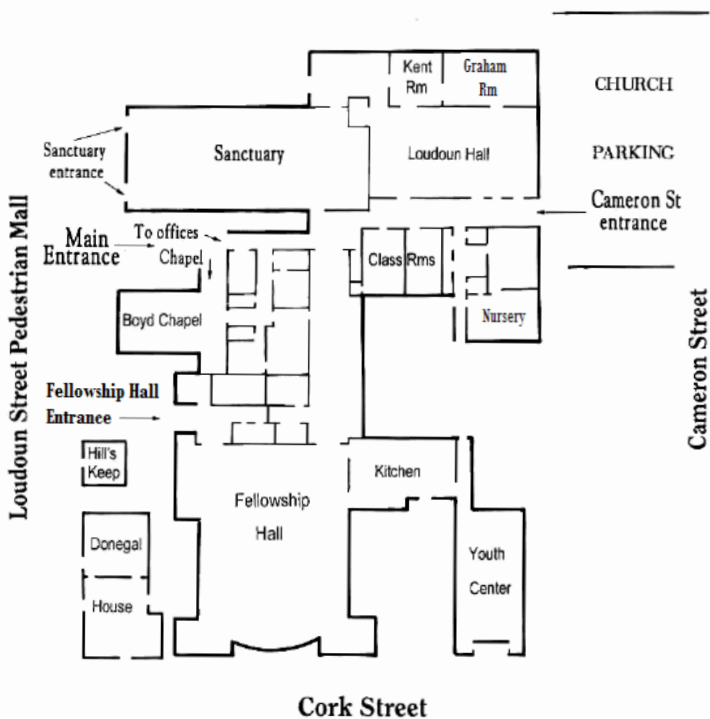 Kent
Rm
Graham
Rm
CHURCH
PARKING
Sanctuary
entrance
Sanctuary
Loudoun Hall
Cameron St
entrance
To offices
Main
Entrance
Chapel
Class Rms
Boyd Chapel
Nursery
Loudoun Street Pedestrian Mall
Cameron Street
Fellowship Hall
Entrance
Hill's
Keep
Kitchen
Fellowship
Hall
Donegal
House
Youth
Center
Cork Street